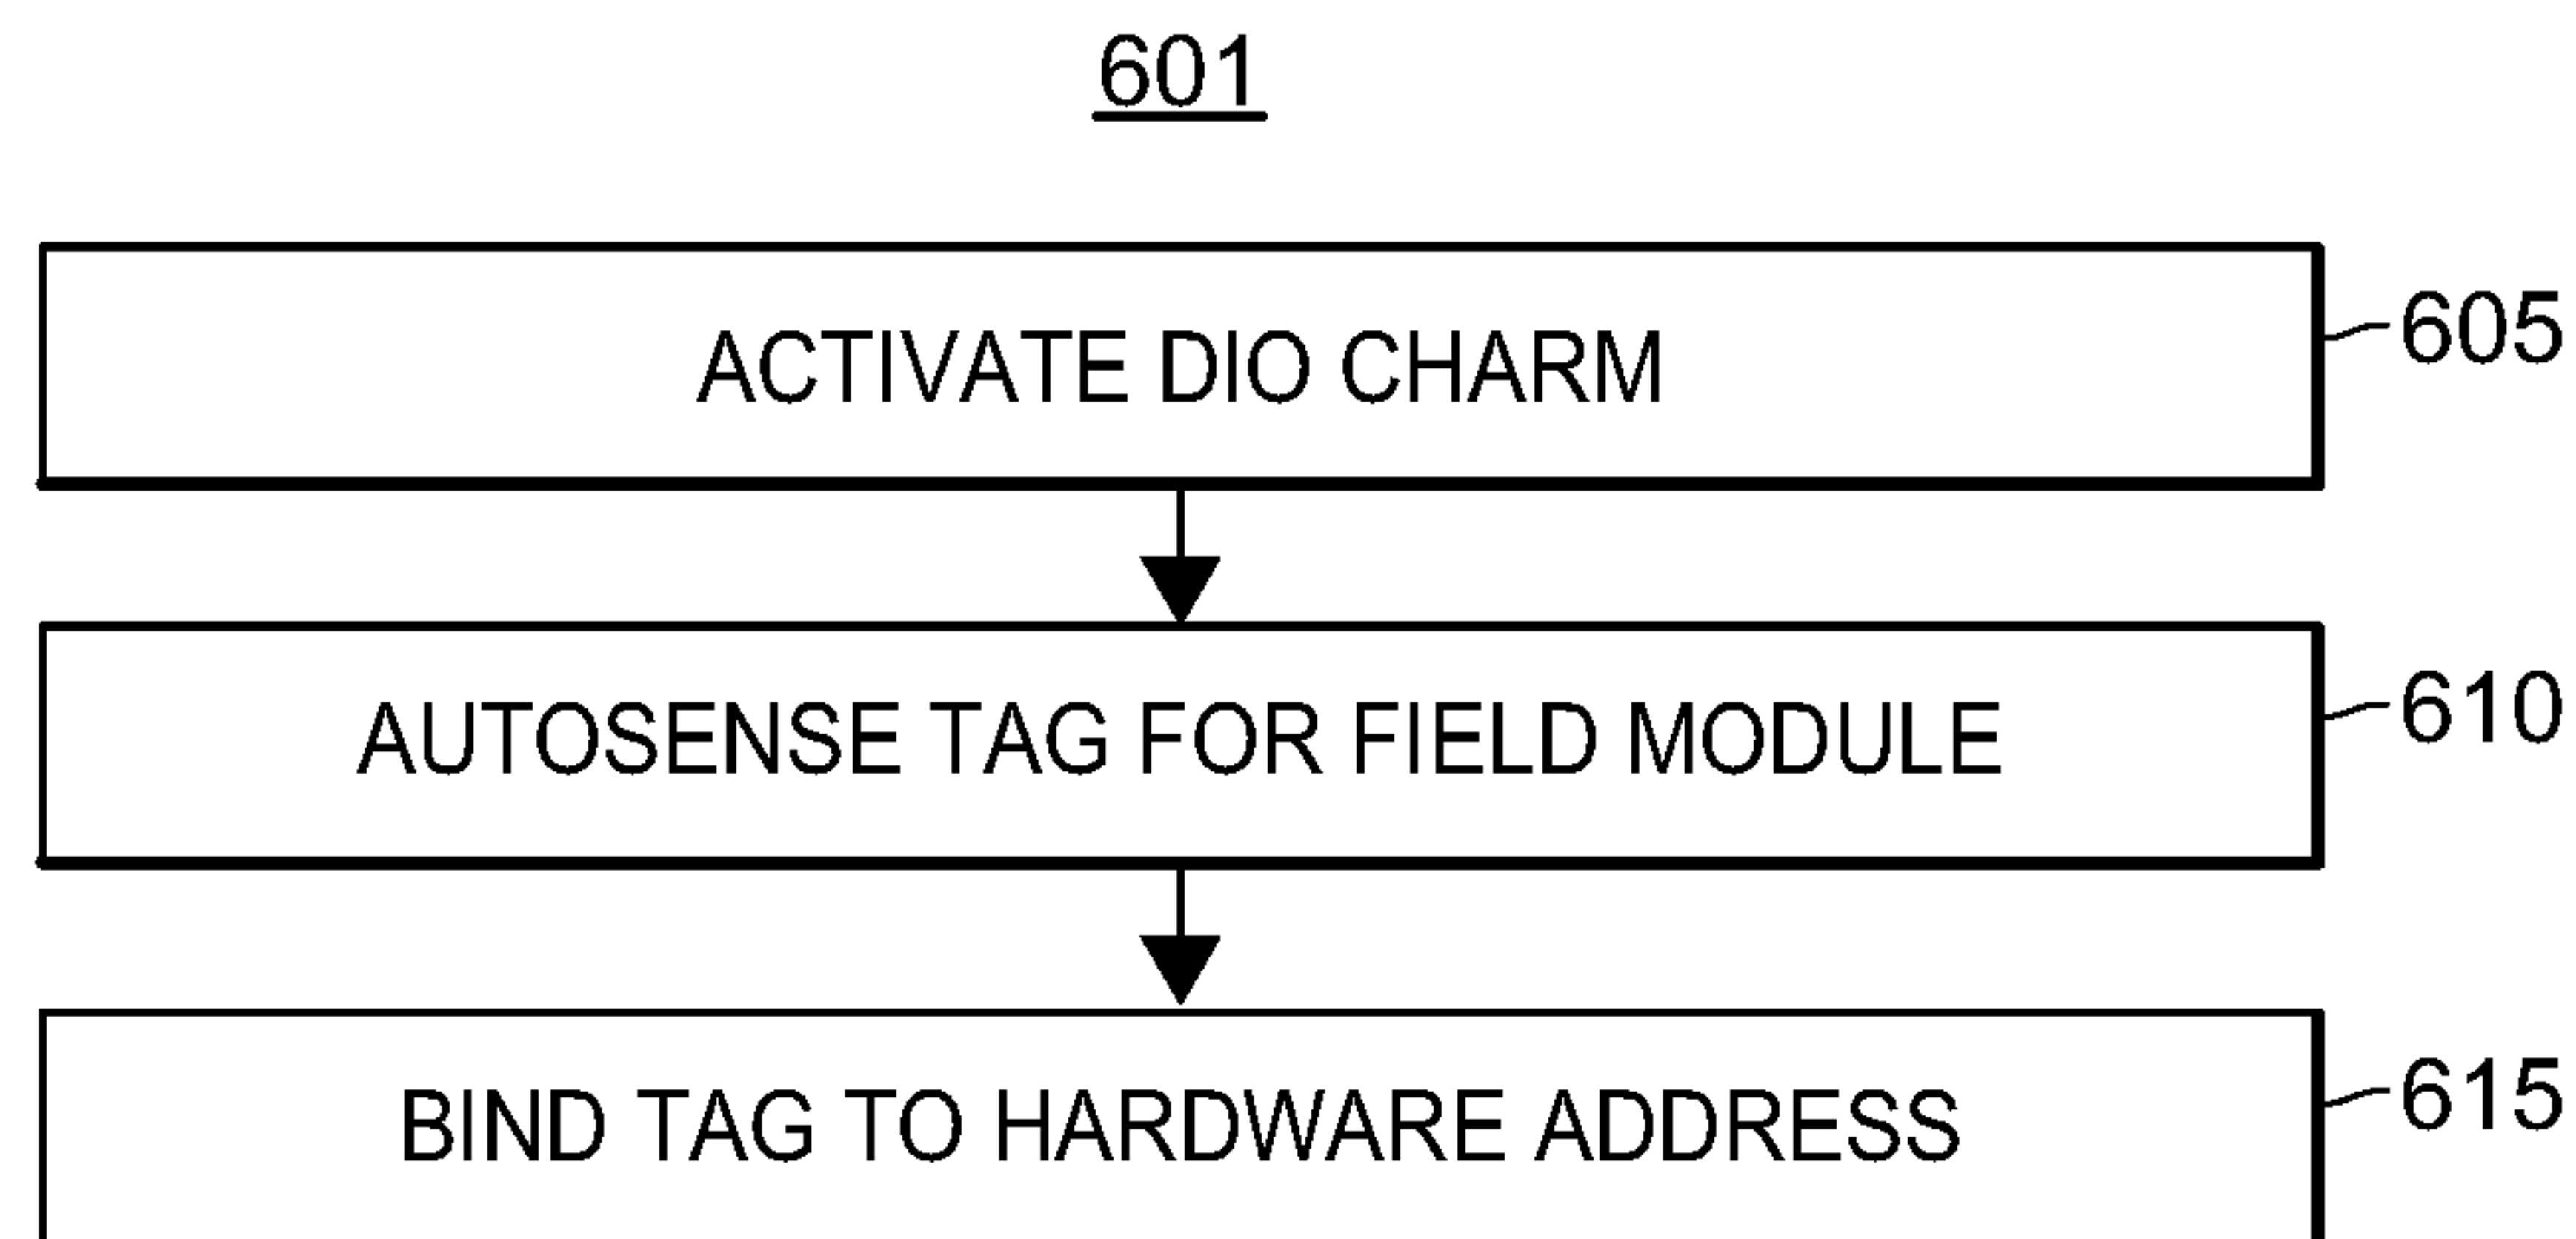 601
ACTIVATE DIO CHARM
605
AUTOSENSE TAG FOR FIELD MODULE
610
BIND TAG TO HARDWARE ADDRESS
615